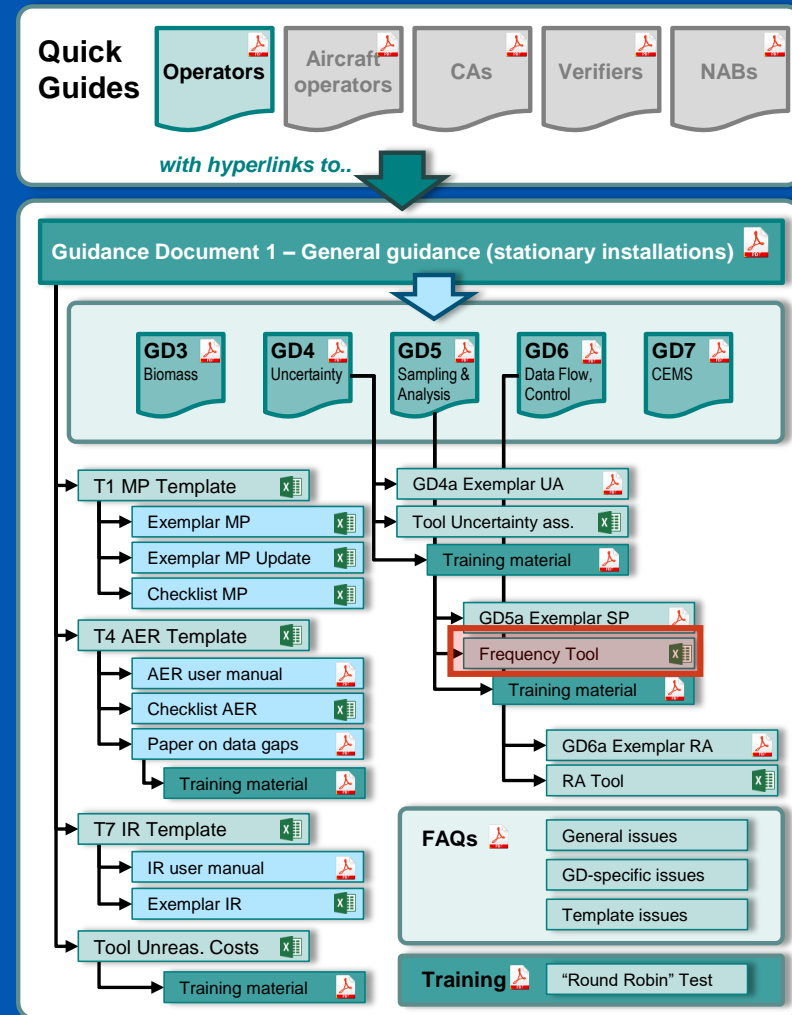 Quick
Guides
Operators
Aircraft
operators
CAs
Verifiers
NABs
with hyperlinks to..
Guidance Document 1 – General guidance (stationary installations)
GD3
Biomass
GD4
Uncertainty
GD5
Sampling &
Analysis
GD6
Data Flow,
Control
GD7
CEMS
T1 MP Template
Exemplar MP
Exemplar MP Update
Checklist MP
T4 AER Template
AER user manual
Checklist AER
Paper on data gaps
Training material
T7 IR Template
IR user manual
Exemplar IR
Tool Unreas. Costs
Training material
GD4a Exemplar UA
Tool Uncertainty ass.
Training material
GD5a Exemplar SP
Frequency Tool
Training material
GD6a Exemplar RA
RA Tool
FAQs
General issues
GD-specific issues
Template issues
Training
“Round Robin” Test